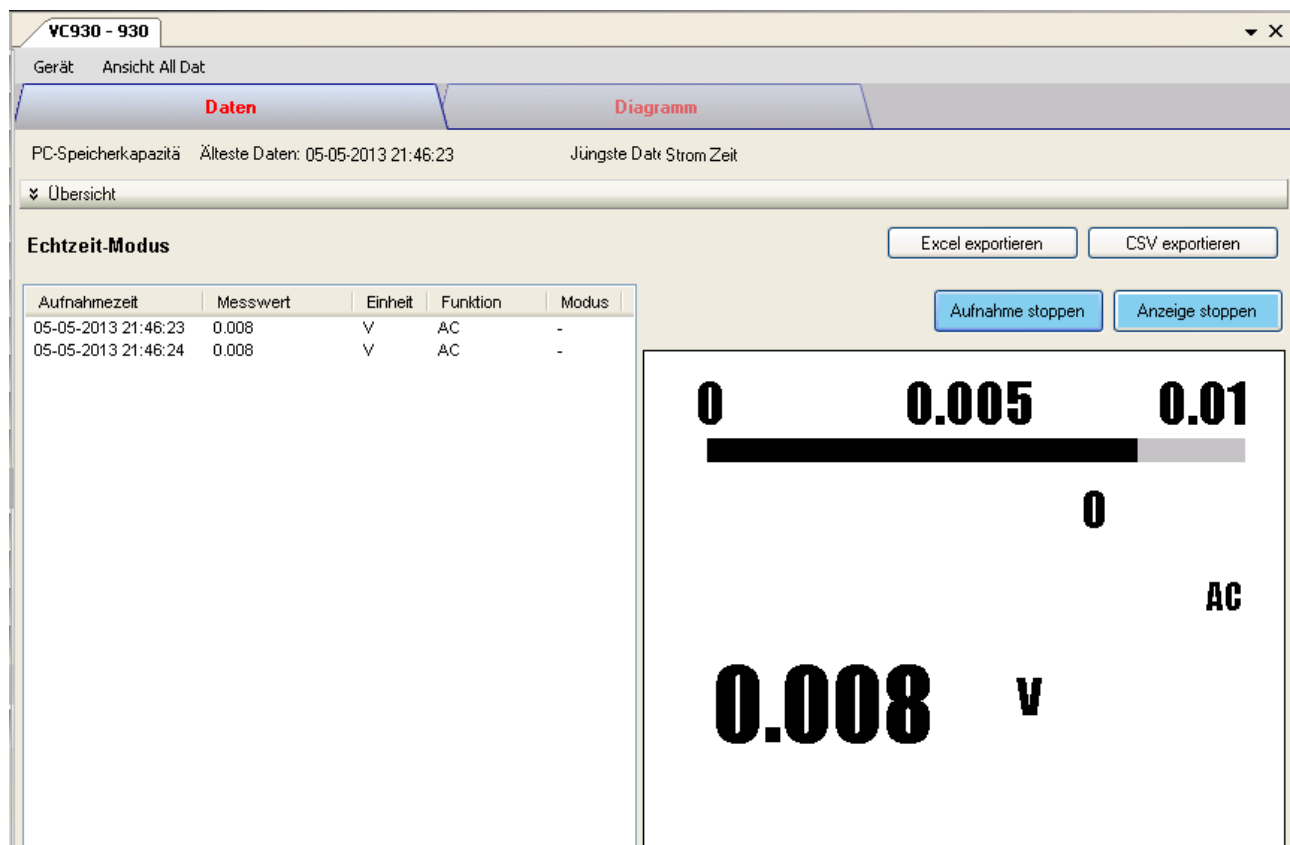 VC930 - 930
Gerät Ansicht All Dat
Daten Diagramm
PC-Speicherkapazitä Älteste Daten: 05-05-2013 21:46:23 Jüngste Date Strom Zeit
Übersicht
Echtzeit-Modus Excel exportieren CSV exportieren
Aufnahme stoppen Anzeige stoppen
Aufnahmezeit Messwert Einheit Funktion Modus
05-05-2013 21:46:23 0.008 V AC -
05-05-2013 21:46:24 0.008 V AC -
0 0.005 0.01
0
AC
0.008 V